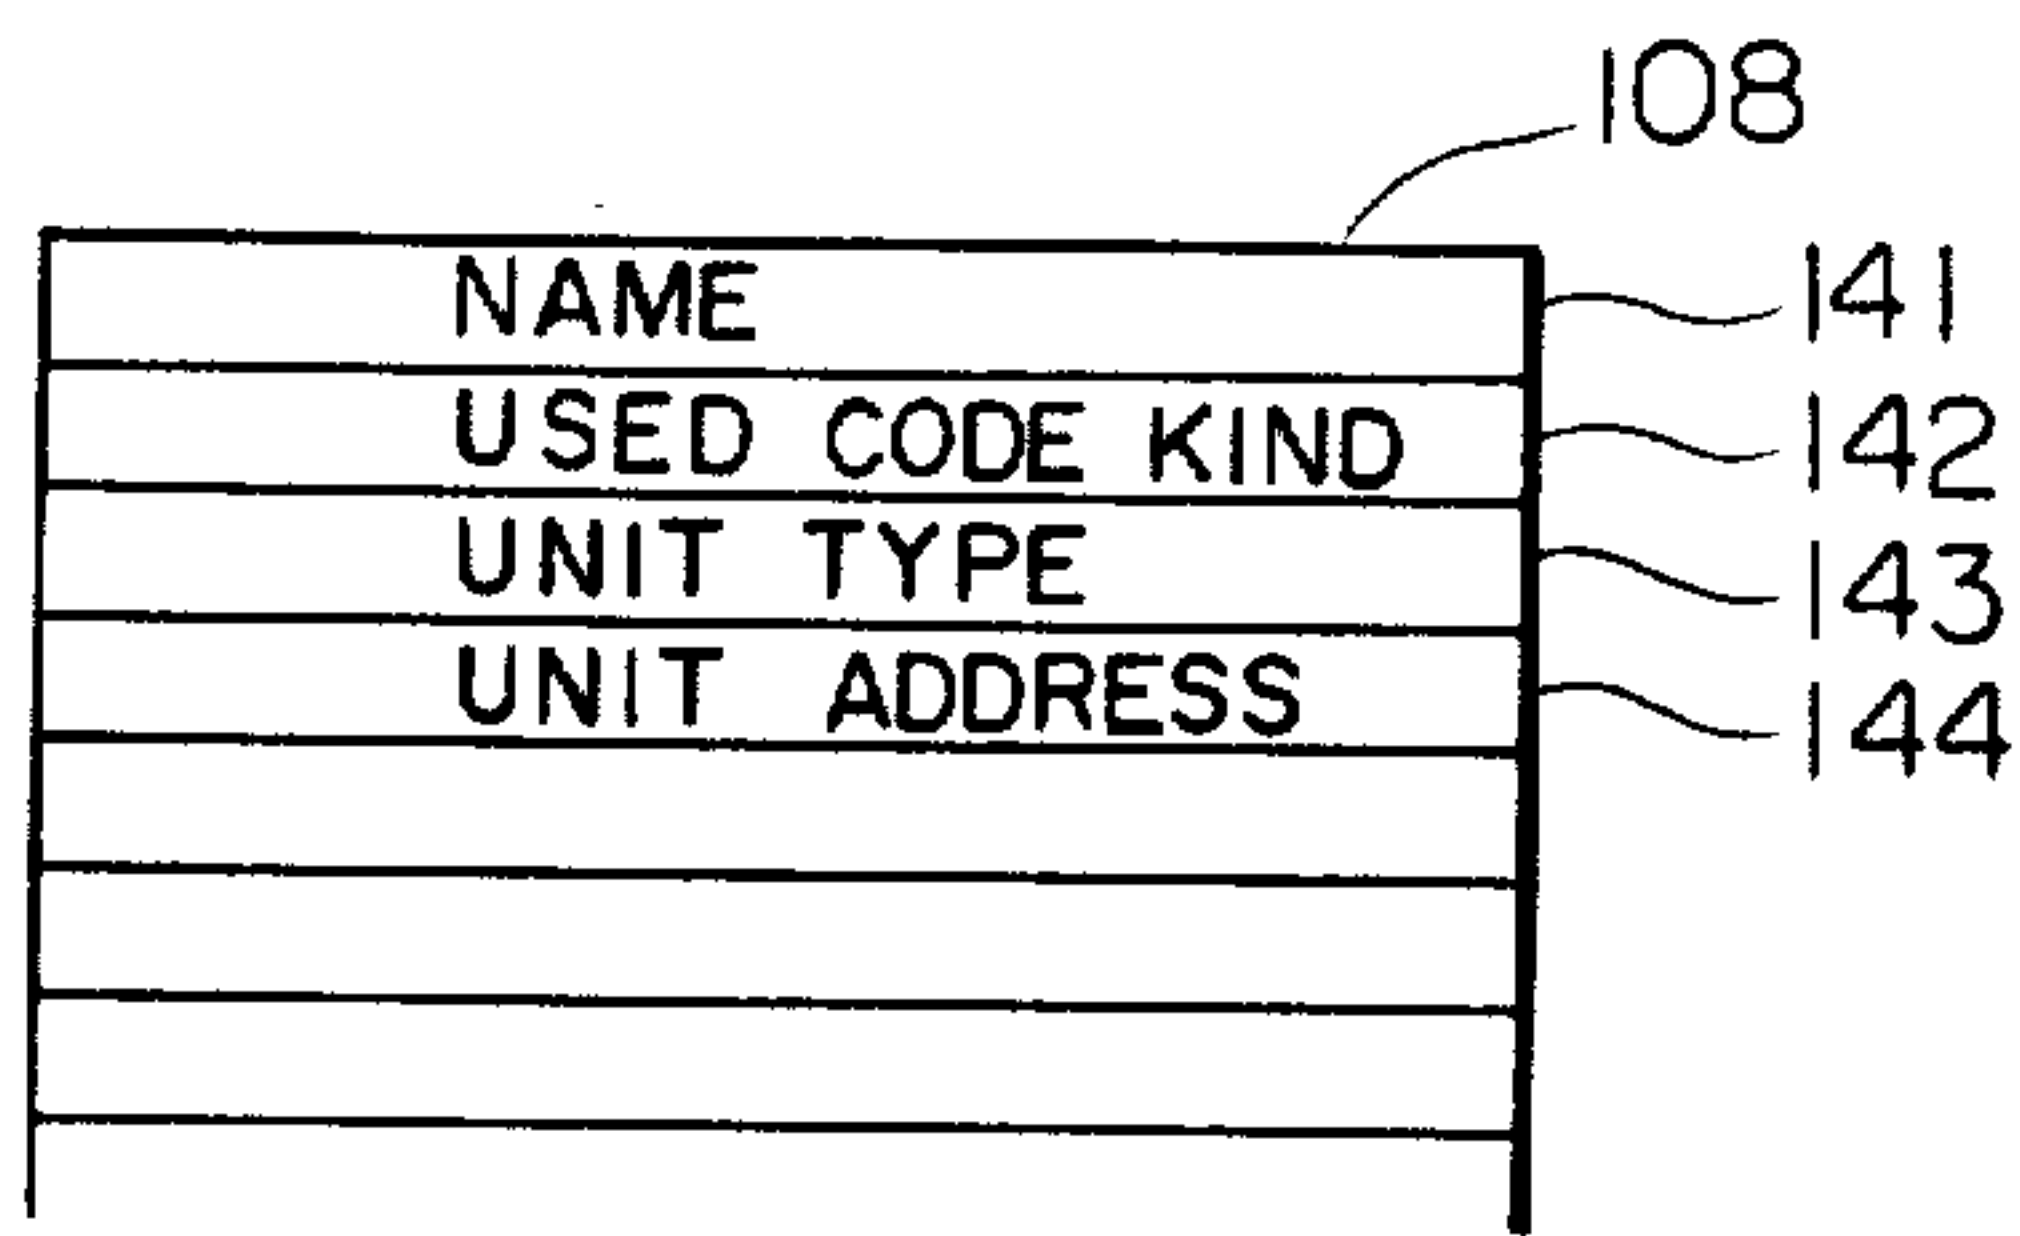 108
NAME 141
USED CODE KIND 142
UNIT TYPE 143
UNIT ADDRESS 144